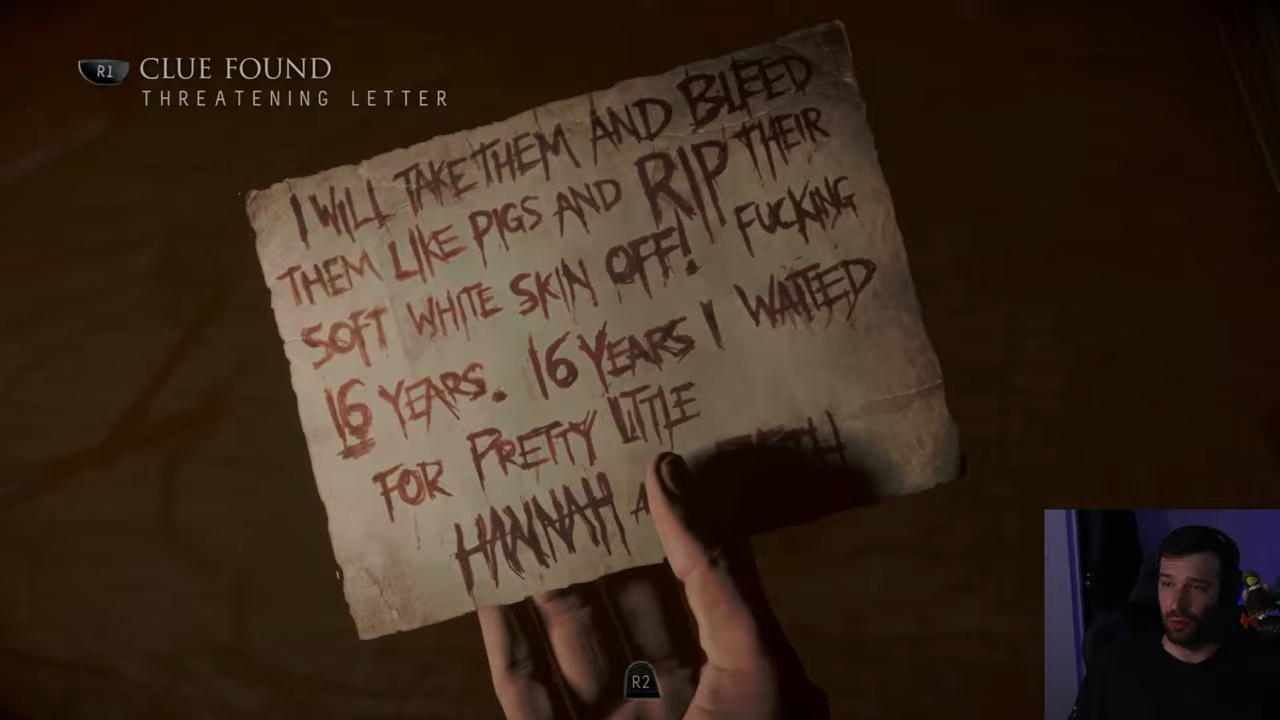 R1 CLUE FOUND
THREATENING LETTER
I WILL TAKE THEM AND BLEED
THEM LIKE PIGS AND RIP THEIR
SOFT WHITE SKIN OFF! FUCKING
16 YEARS. 16 YEARS I WAITED
FOR PRETTY LITTLE
HANNAH
R2